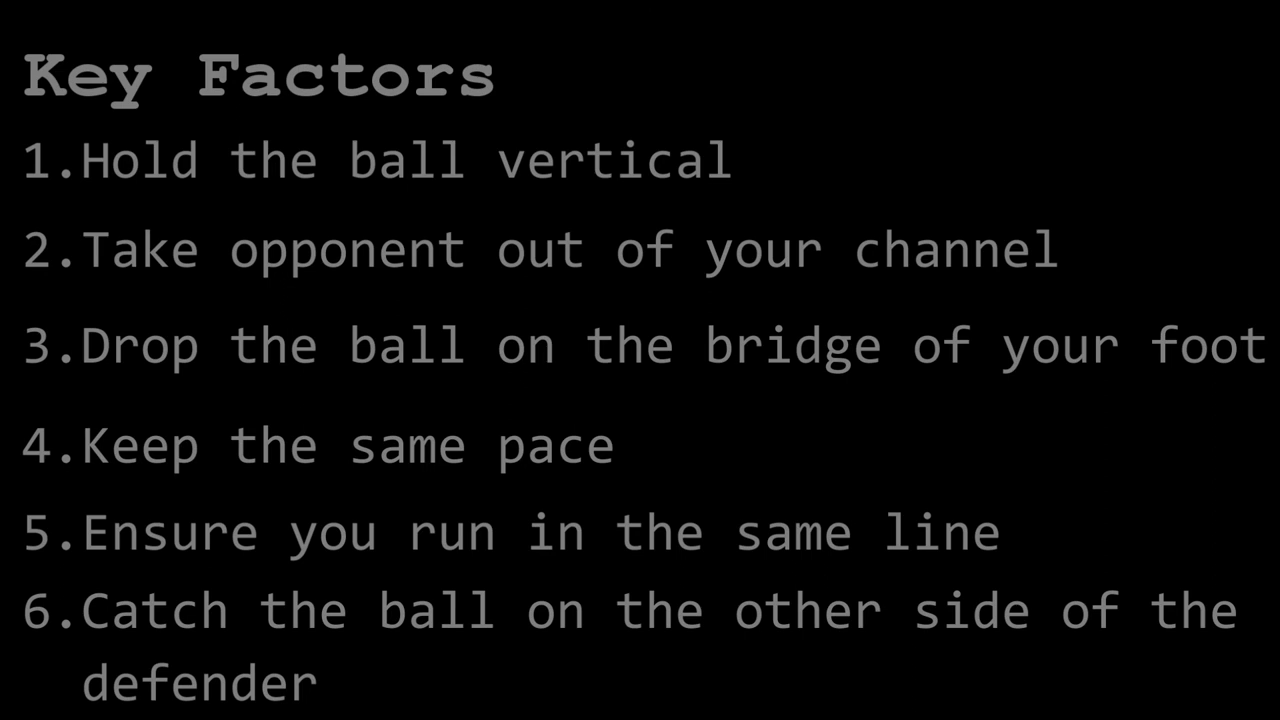 Key Factors
1.Hold the ball vertical
2.Take opponent out of your channel
3.Drop the ball on the bridge of your foot
4.Keep the same pace
5.Ensure you run in the same line
6.Catch the ball on the other side of the
defender